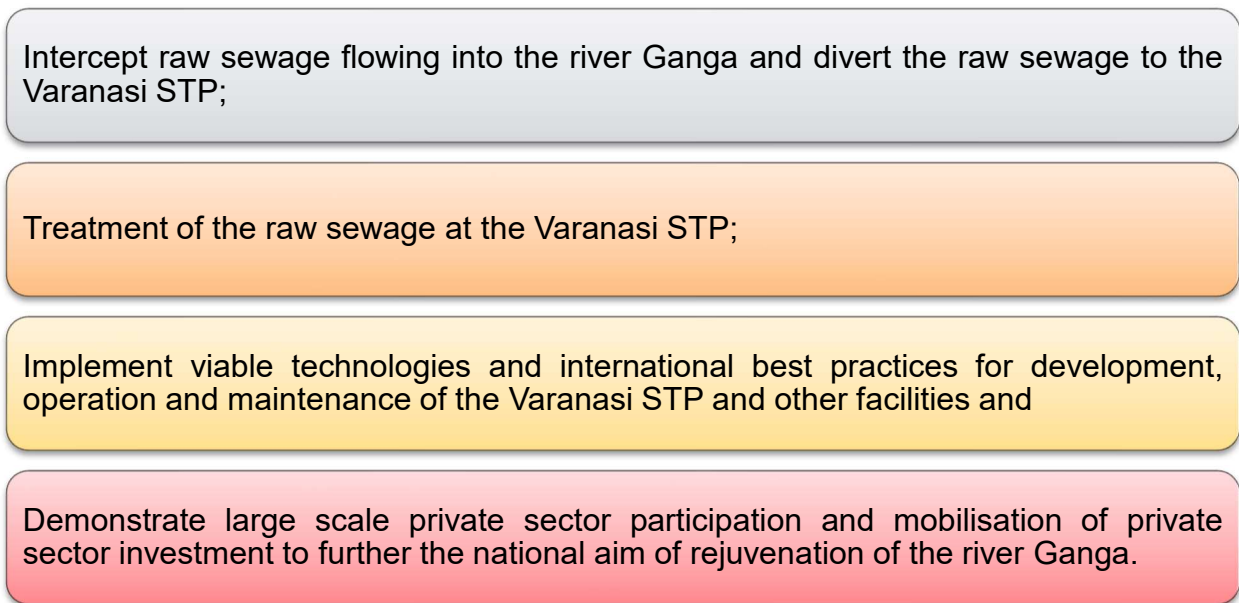 Intercept raw sewage flowing into the river Ganga and divert the raw sewage to the
Varanasi STP;
Treatment of the raw sewage at the Varanasi STP;
Implement viable technologies and international best practices for development,
operation and maintenance of the Varanasi STP and other facilities and
Demonstrate large scale private sector participation and mobilisation of private
sector investment to further the national aim of rejuvenation of the river Ganga.